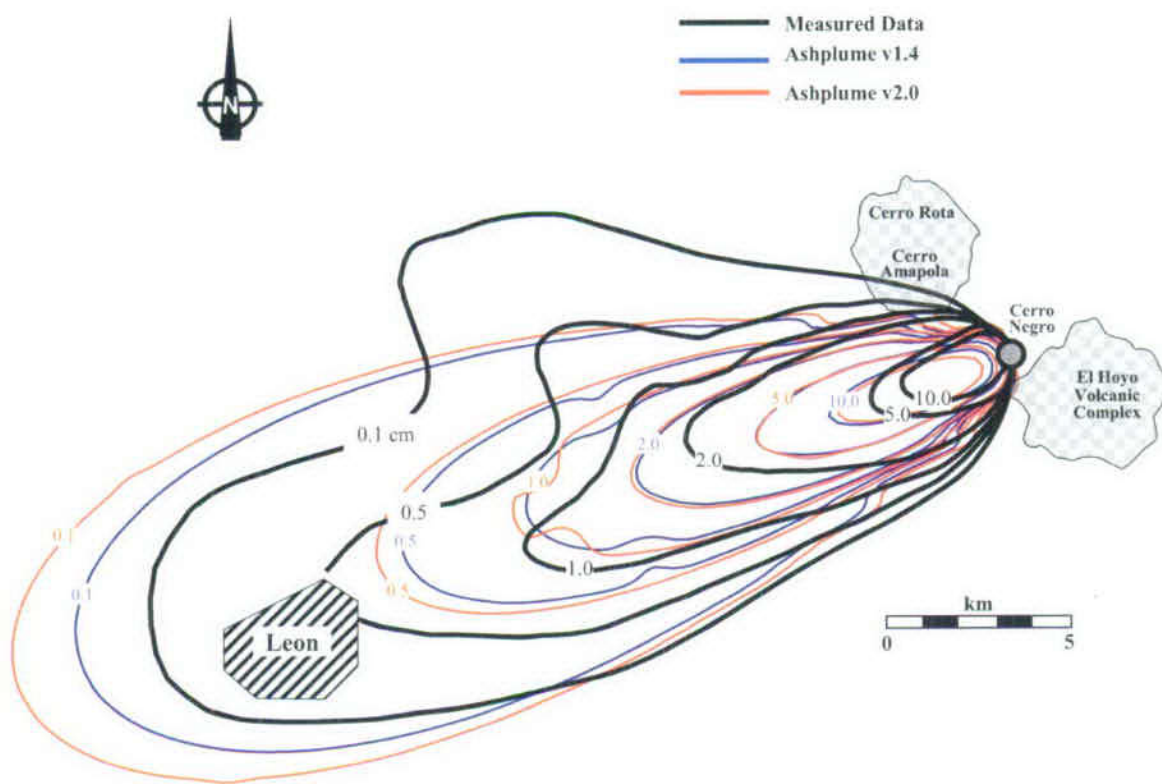 Measured Data
Ashplume v1.4
Ashplume v2.0
N
Cerro Rota
Cerro
Amapola
Cerro
Negro
El Hoyo
Volcanic
Complex
10.0
5.0
10.0
5.0
2.0
2.0
0.1 cm
1.0
0.5
0.5
1.0
0.1
0.1
0.5
Leon
km
0 5